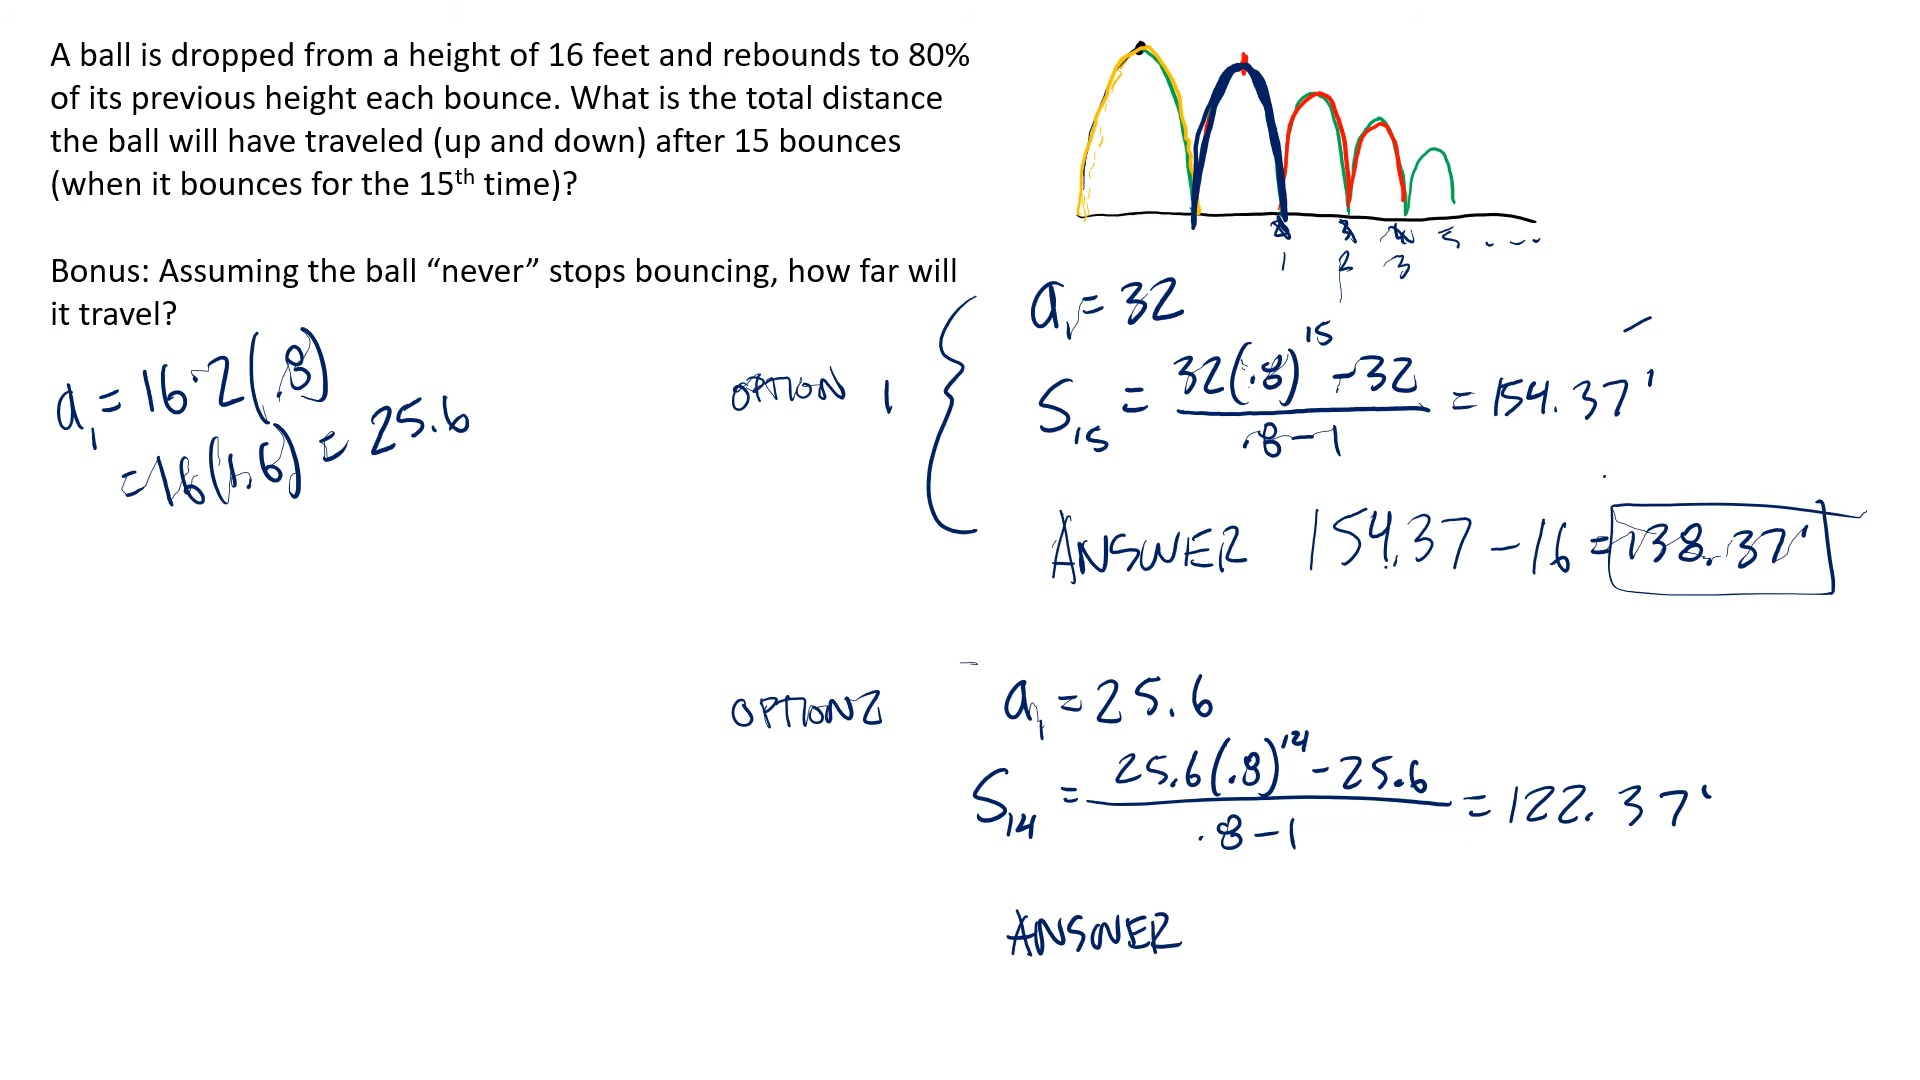 A ball is dropped from a height of 16 feet and rebounds to 80%
of its previous height each bounce. What is the total distance
the ball will have traveled (up and down) after 15 bounces
(when it bounces for the 15th time)?
Bonus: Assuming the ball “never” stops bouncing, how far will
it travel?
a₁ = 16·2(.8)
=16(1.6) = 25.6
5 ....
1 2 3
OPTION 1
a₁ = 32
S₁₅ = (32(.8)¹⁵ - 32)/(.8 - 1) = 154.37'
ANSWER 154.37 - 16 = 138.37'
OPTION 2
a₁ = 25.6
S₁₄ = (25.6(.8)¹⁴ - 25.6)/(.8 - 1) = 122.37'
ANSWER